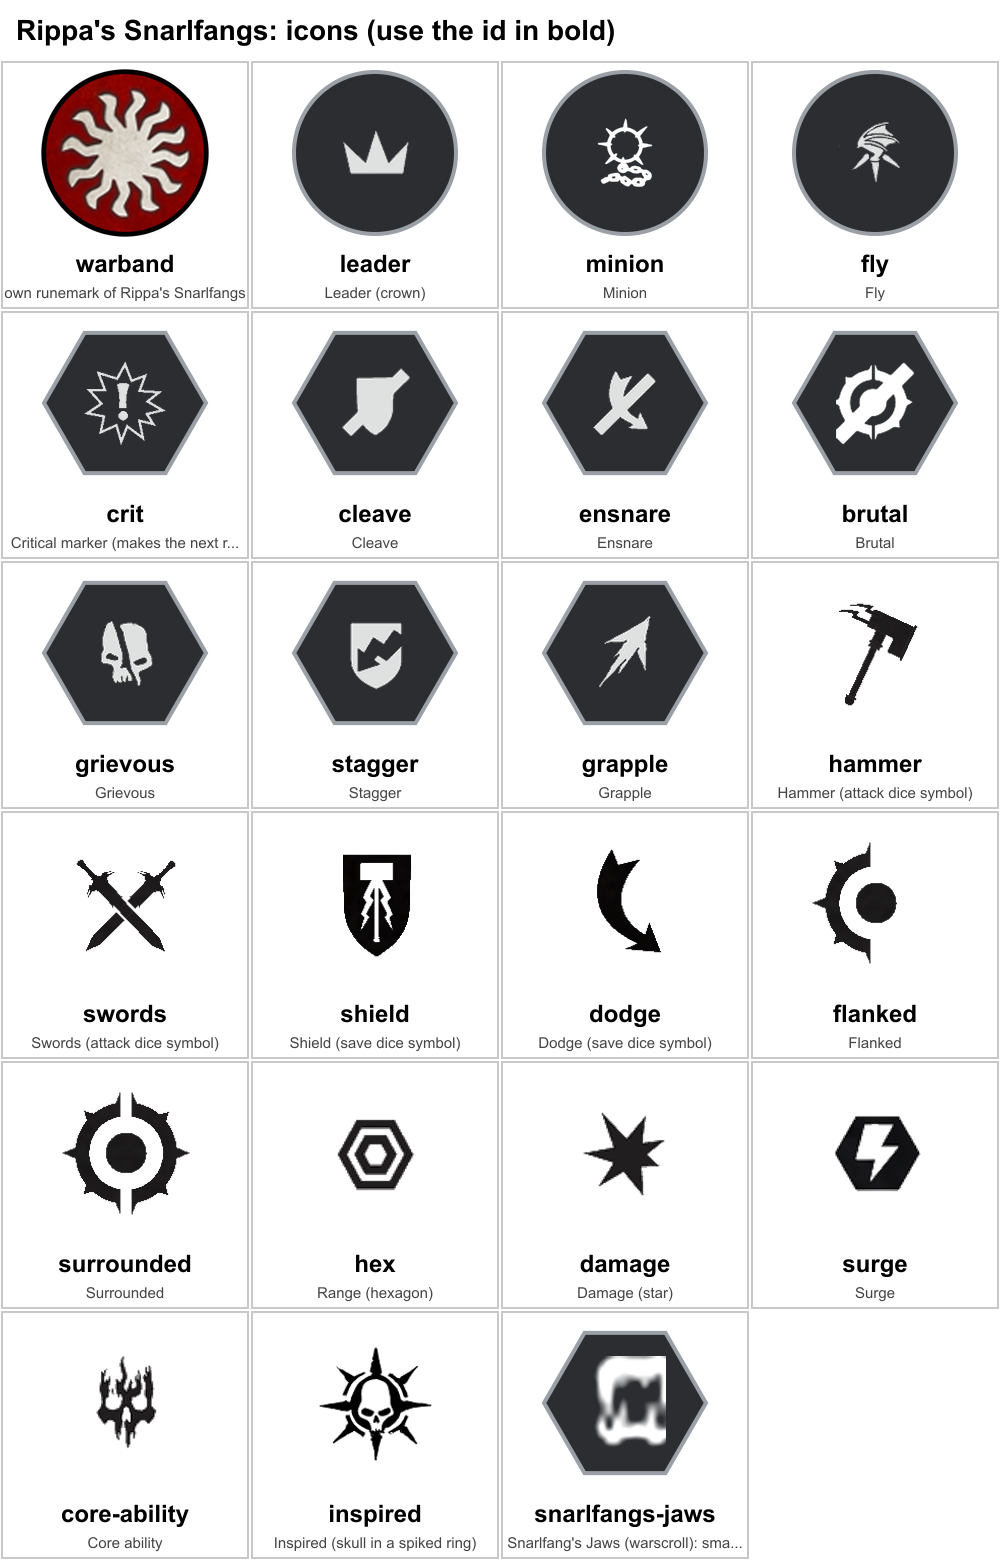 Rippa's Snarlfangs: icons (use the id in bold)
warband
own runemark of Rippa's Snarlfangs
leader
Leader (crown)
minion
Minion
fly
Fly
crit
Critical marker (makes the next r...
cleave
Cleave
ensnare
Ensnare
brutal
Brutal
grievous
Grievous
stagger
Stagger
grapple
Grapple
hammer
Hammer (attack dice symbol)
swords
Swords (attack dice symbol)
shield
Shield (save dice symbol)
dodge
Dodge (save dice symbol)
flanked
Flanked
surrounded
Surrounded
hex
Range (hexagon)
damage
Damage (star)
surge
Surge
core-ability
Core ability
inspired
Inspired (skull in a spiked ring)
snarlfangs-jaws
Snarlfang's Jaws (warscroll): sma...